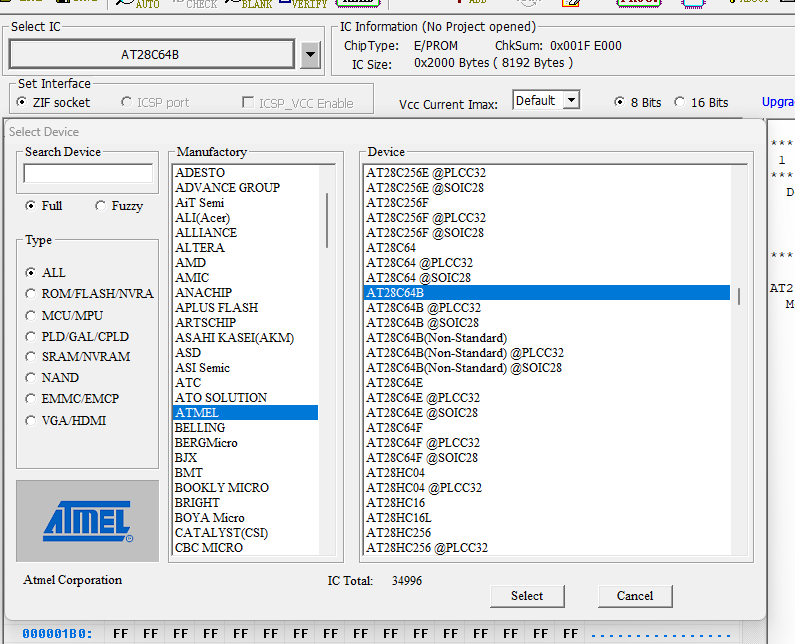 AUTO CHECK BLANK VERIFY ADD
Select IC
AT28C64B
IC Information (No Project opened)
ChipType: E/PROM ChkSum: 0x001F E000
IC Size: 0x2000 Bytes ( 8192 Bytes )
Set Interface
ZIF socket ICSP port ICSP_VCC Enable
Vcc Current Imax: Default 8 Bits 16 Bits
Select Device
Search Device
Full Fuzzy
Type
ALL
ROM/FLASH/NVRA
MCU/MPU
PLD/GAL/CPLD
SRAM/NVRAM
NAND
EMMC/EMCP
VGA/HDMI
ATMEL
Atmel Corporation
Manufactory
ADESTO
ADVANCE GROUP
AiT Semi
ALI(Acer)
ALLIANCE
ALTERA
AMD
AMIC
ANACHIP
APLUS FLASH
ARTSCHIP
ASAHI KASEI(AKM)
ASD
ASI Semic
ATC
ATO SOLUTION
ATMEL
BELLING
BERGMicro
BJX
BMT
BOOKLY MICRO
BRIGHT
BOYA Micro
CATALYST(CSI)
CBC MICRO
Device
AT28C256E @PLCC32
AT28C256E @SOIC28
AT28C256F
AT28C256F @PLCC32
AT28C256F @SOIC28
AT28C64
AT28C64 @PLCC32
AT28C64 @SOIC28
AT28C64B
AT28C64B @PLCC32
AT28C64B @SOIC28
AT28C64B(Non-Standard)
AT28C64B(Non-Standard) @PLCC32
AT28C64B(Non-Standard) @SOIC28
AT28C64E
AT28C64E @PLCC32
AT28C64E @SOIC28
AT28C64F
AT28C64F @PLCC32
AT28C64F @SOIC28
AT28HC04
AT28HC04 @PLCC32
AT28HC16
AT28HC16L
AT28HC256
AT28HC256 @PLCC32
IC Total: 34996
Select Cancel
****
1
****
D
****
AT2
M
000001B0: FF FF FF FF FF FF FF FF FF FF FF FF FF FF FF FF ................